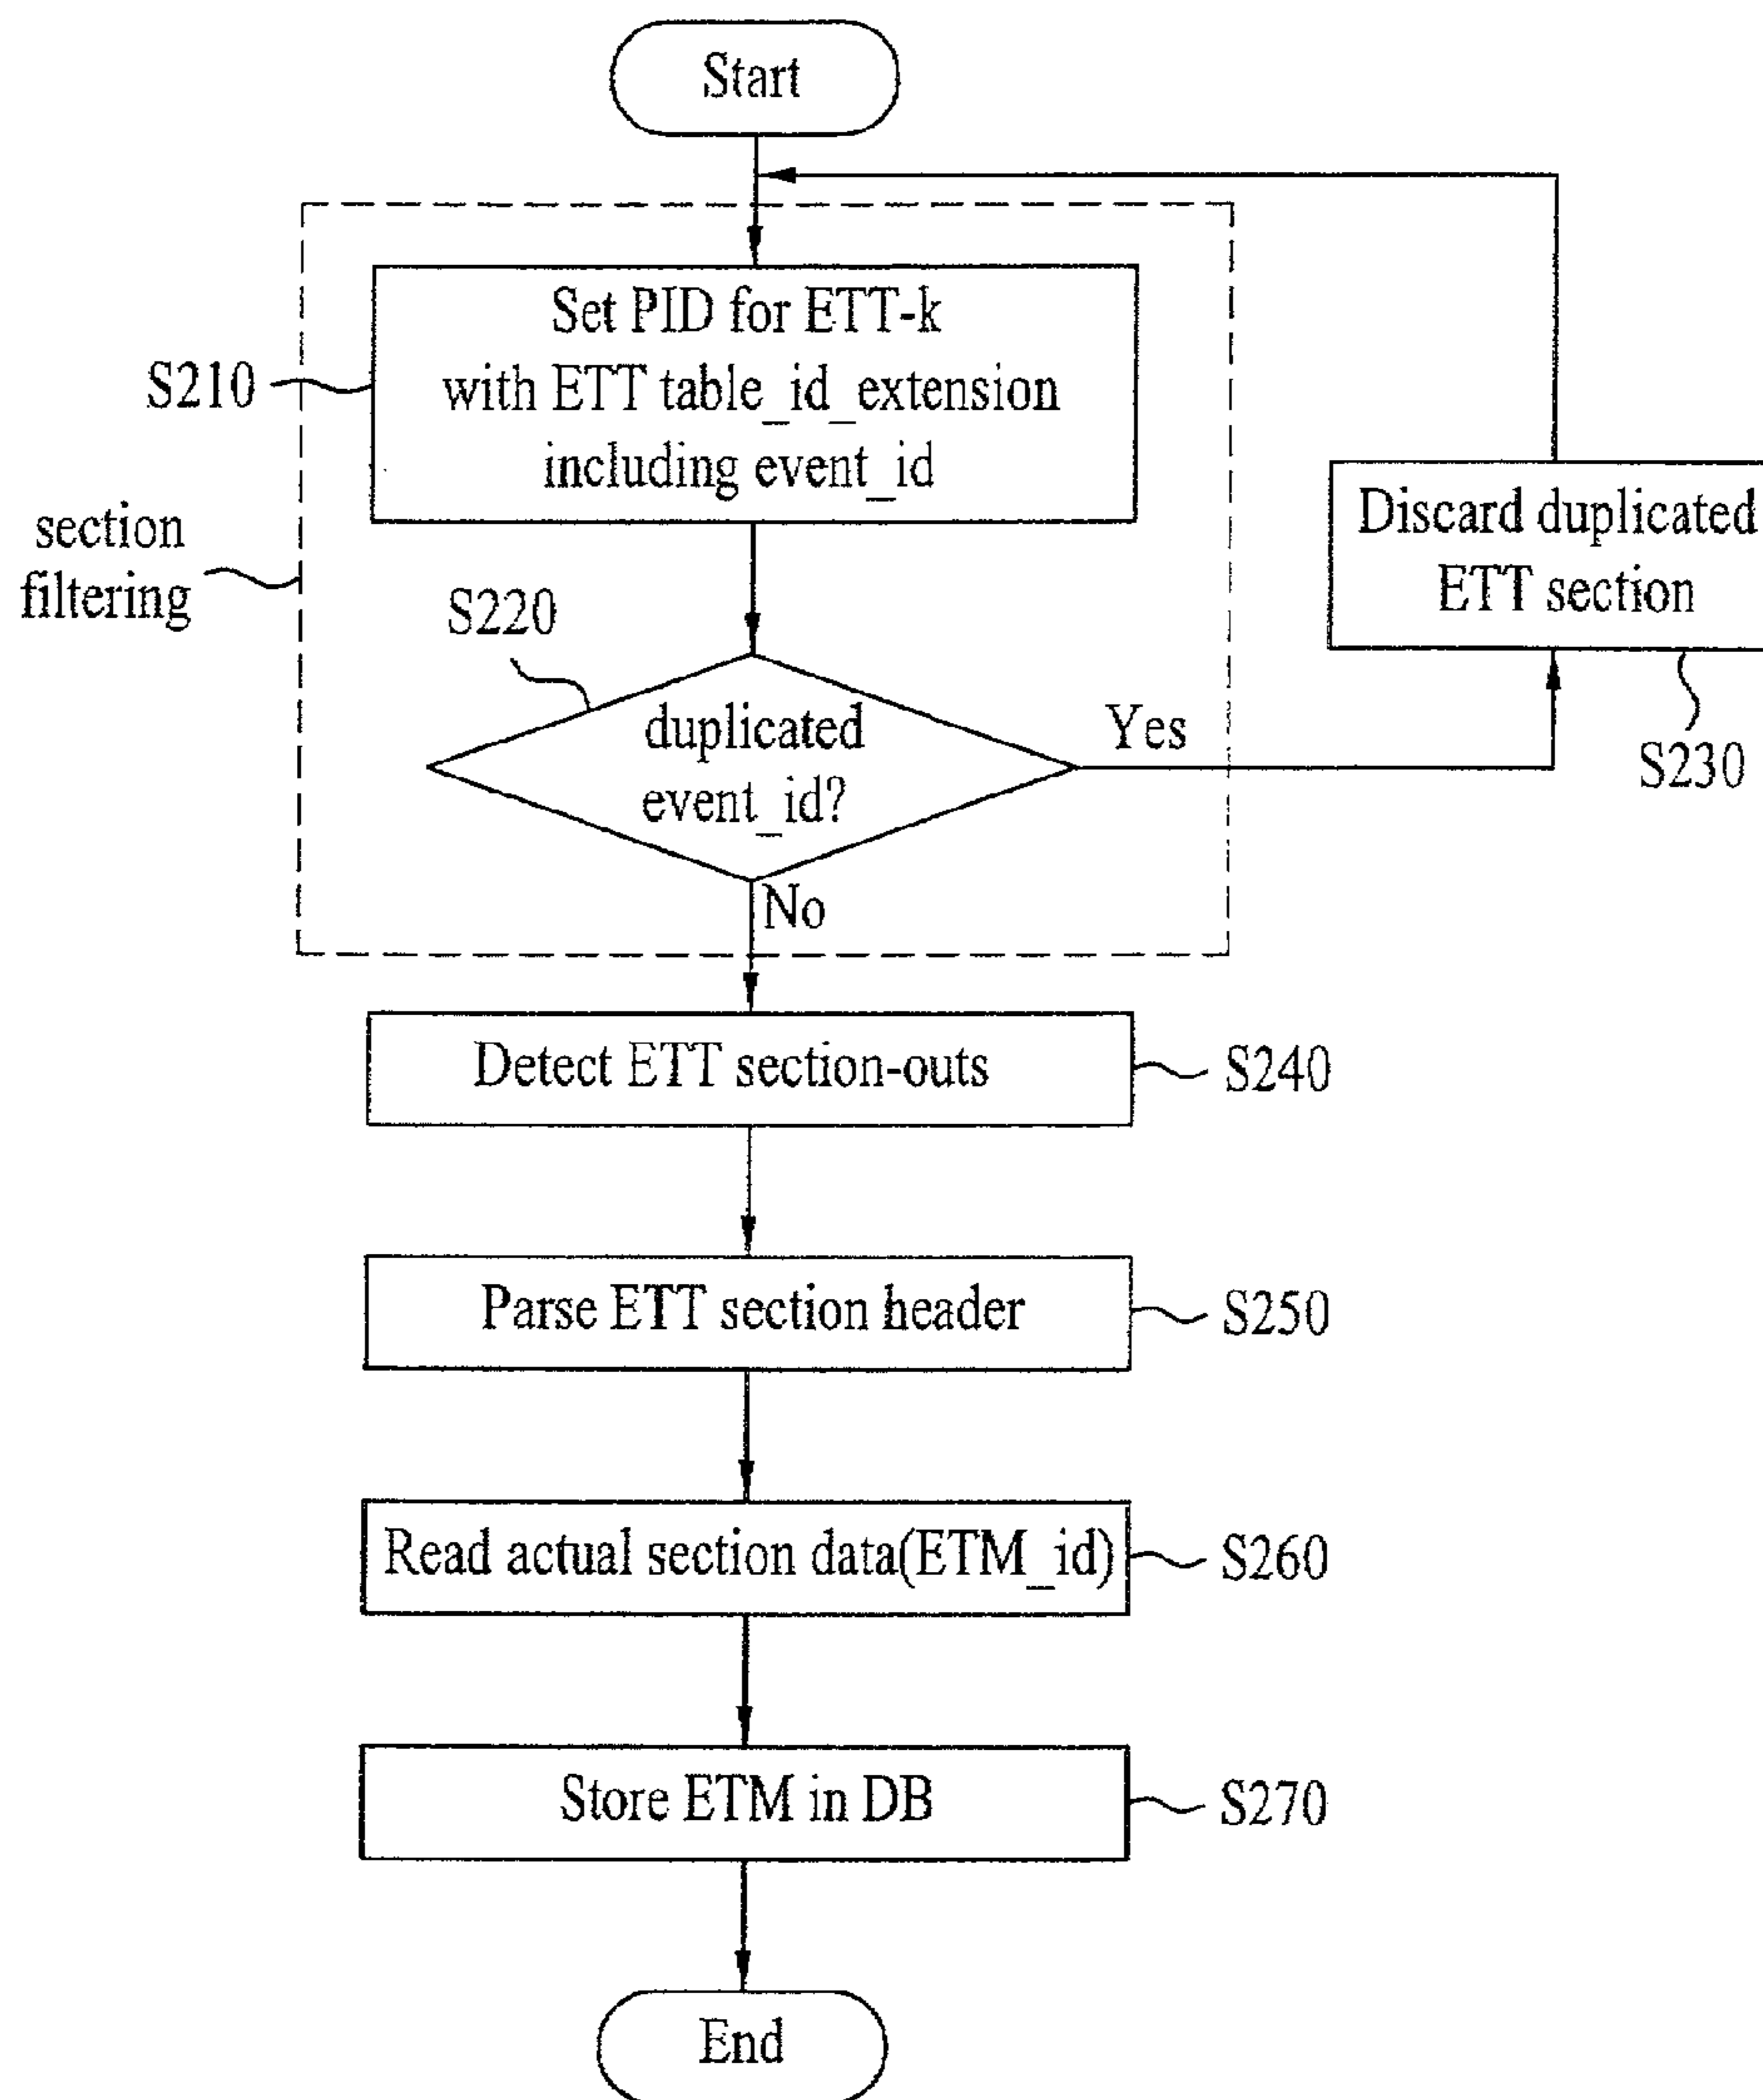 Start
Set PID for ETT-k
with ETT table_id_extension
including event_id
S210
section
filtering
Discard duplicated
ETT section
S230
S220
duplicated
event_id?
Yes
No
Detect ETT section-outs
S240
Parse ETT section header
S250
Read actual section data(ETM_id)
S260
Store ETM in DB
S270
End